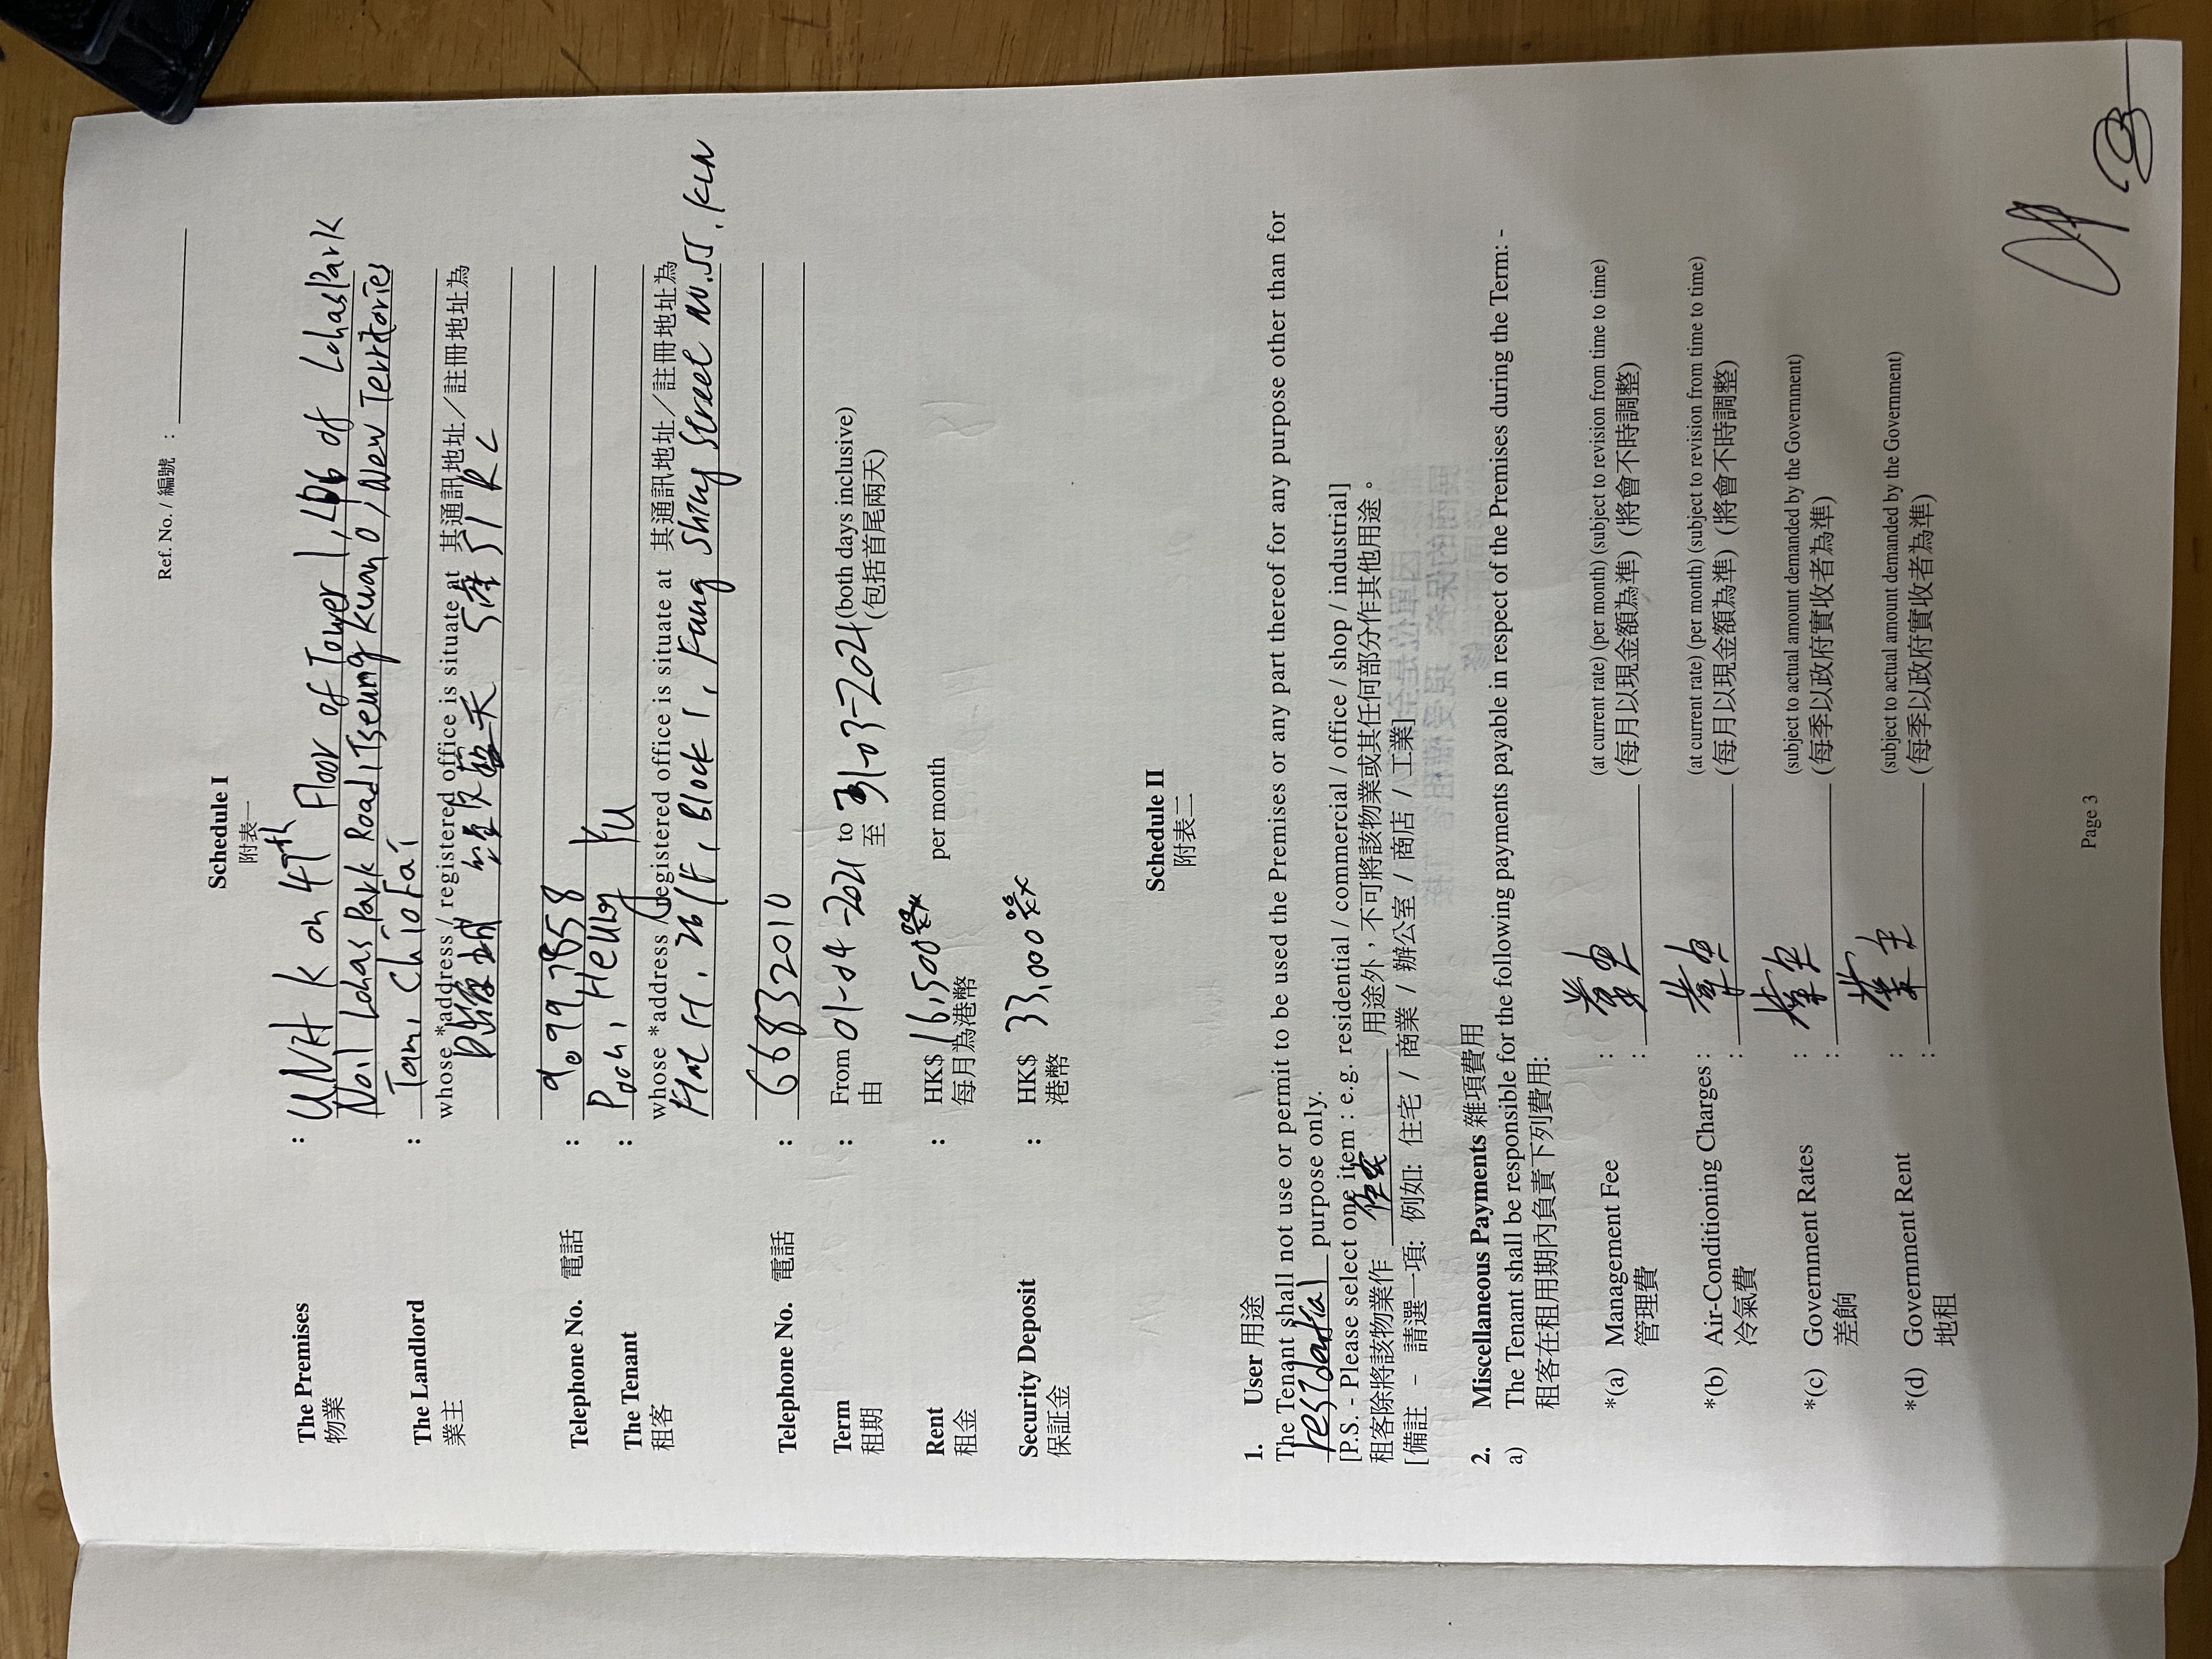 Ref. No. / 編號 :
Schedule I
附表一
The Premises : Unit K on 47th Floor of Tower 1, of Lohas Park
物業 No.1 Lohas Park Road, Tseung Kwan O, New Territories
The Landlord : Tam, Chio Fai
業主 whose *address / registered office is situate at 其通訊地址/註冊地址為
天 5座 51 R C
Telephone No. 電話 :
The Tenant : Poon, Helly Yu
租客 whose *address / registered office is situate at 其通訊地址/註冊地址為
Flat H, 26/F, Block 1, Fung Shing Street No.55, KLN
Telephone No. 電話 : 66832010
Term : From 01-04-2021 to 31-03-2021 (both days inclusive)
租期 由 至 (包括首尾兩天)
Rent : HK$ 16,500 per month
租金 每月為港幣
Security Deposit : HK$ 33,000
保証金 港幣
Schedule II
附表二
1. User 用途
The Tenant shall not use or permit to be used the Premises or any part thereof for any purpose other than for
residential purpose only.
[P.S. - Please select one item : e.g. residential / commercial / office / shop / industrial]
租客除將該物業作 住宅 用途外，不可將該物業或其任何部分作其他用途。
[備註 - 請選一項: 例如: 住宅 / 商業 / 辦公室 / 商店 / 工業]
2. Miscellaneous Payments 雜項費用
a) The Tenant shall be responsible for the following payments payable in respect of the Premises during the Term: -
租客在租用期內負責下列費用:
*(a) Management Fee : 業主 (at current rate) (per month) (subject to revision from time to time)
管理費 : (每月以現金額為準) (將會不時調整)
*(b) Air-Conditioning Charges : 業主 (at current rate) (per month) (subject to revision from time to time)
冷氣費 : (每月以現金額為準) (將會不時調整)
*(c) Government Rates : 業主 (subject to actual amount demanded by the Government)
差餉 : (每季以政府實收者為準)
*(d) Government Rent : 業主 (subject to actual amount demanded by the Government)
地租 : (每季以政府實收者為準)
Page 3